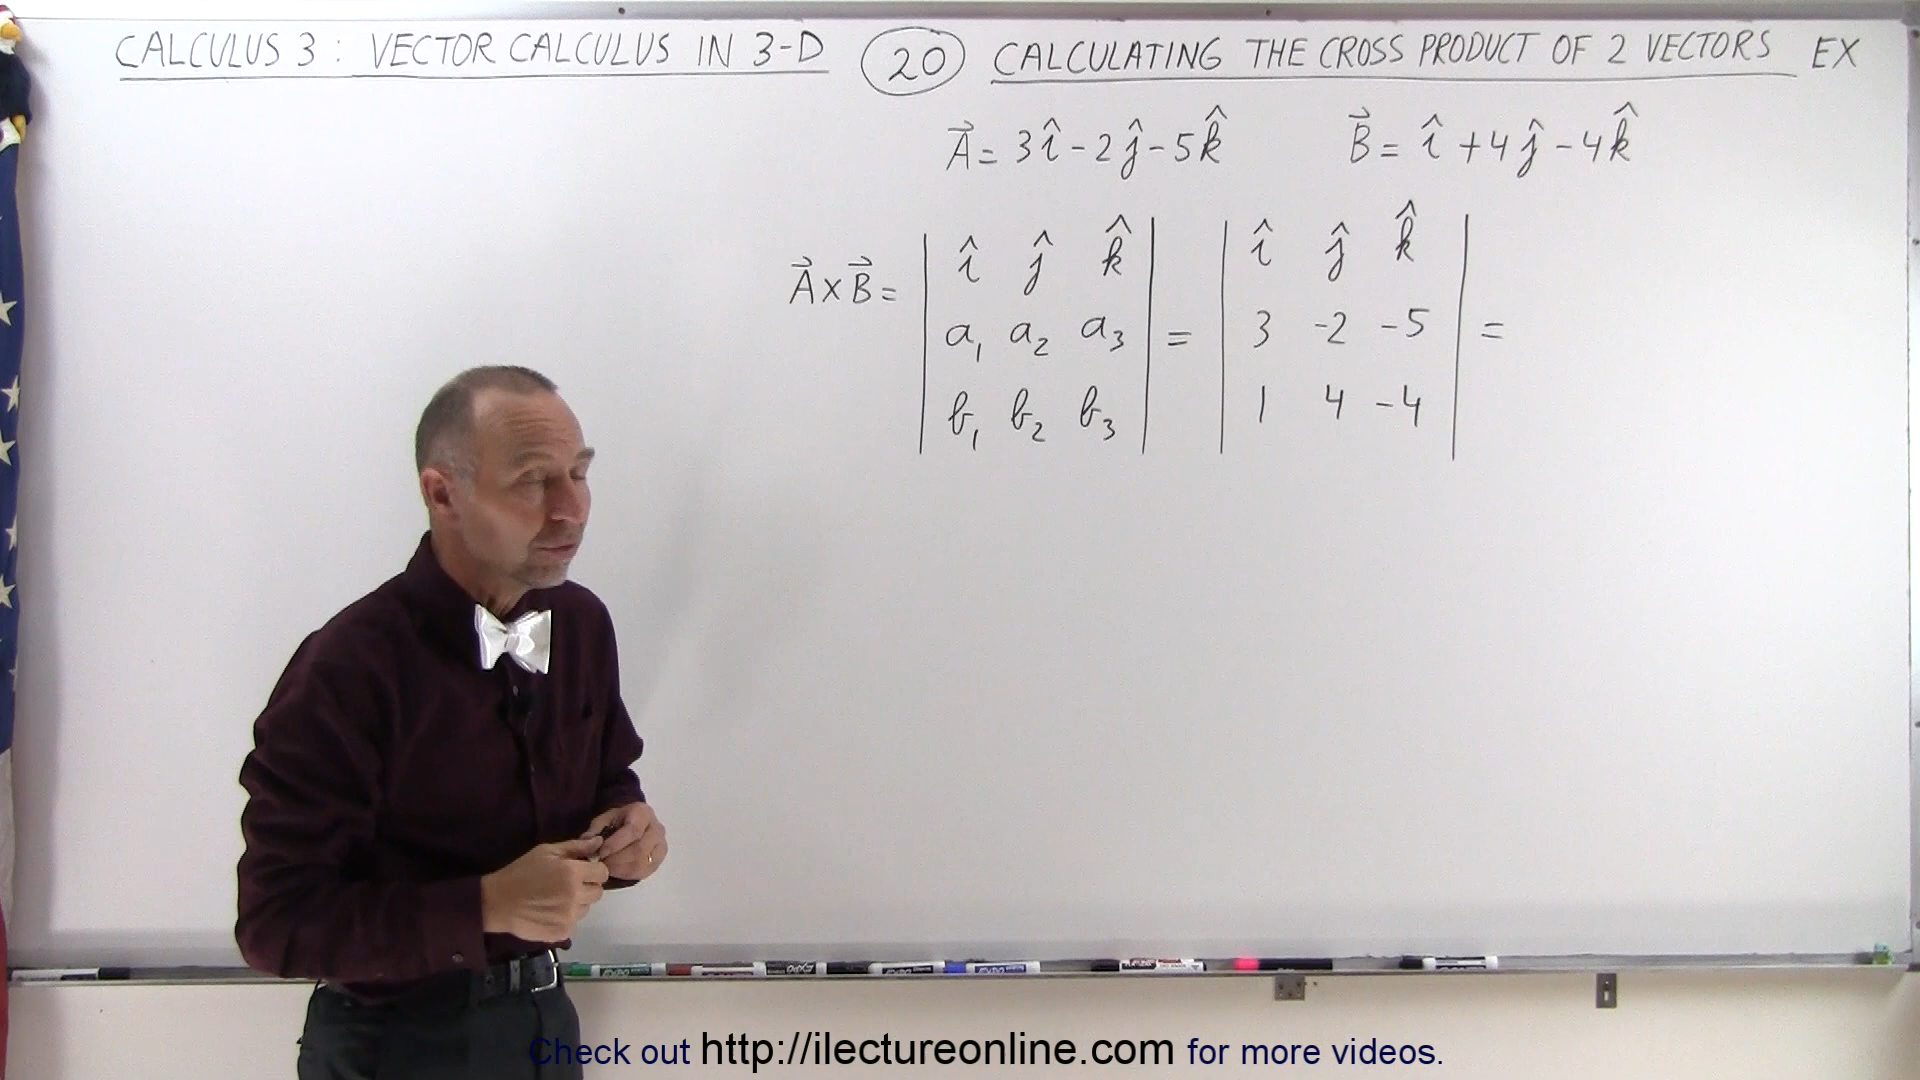 CALCULUS 3 : VECTOR CALCULUS IN 3-D (20) CALCULATING THE CROSS PRODUCT OF 2 VECTORS EX
A⃗ = 3î - 2ĵ - 5k̂ B⃗ = î + 4ĵ - 4k̂
A⃗ x B⃗ = | î ĵ k̂ | = | î ĵ k̂ | =
a₁ a₂ a₃ 3 -2 -5
b₁ b₂ b₃ 1 4 -4
EXPO
Check out http://ilectureonline.com for more videos.